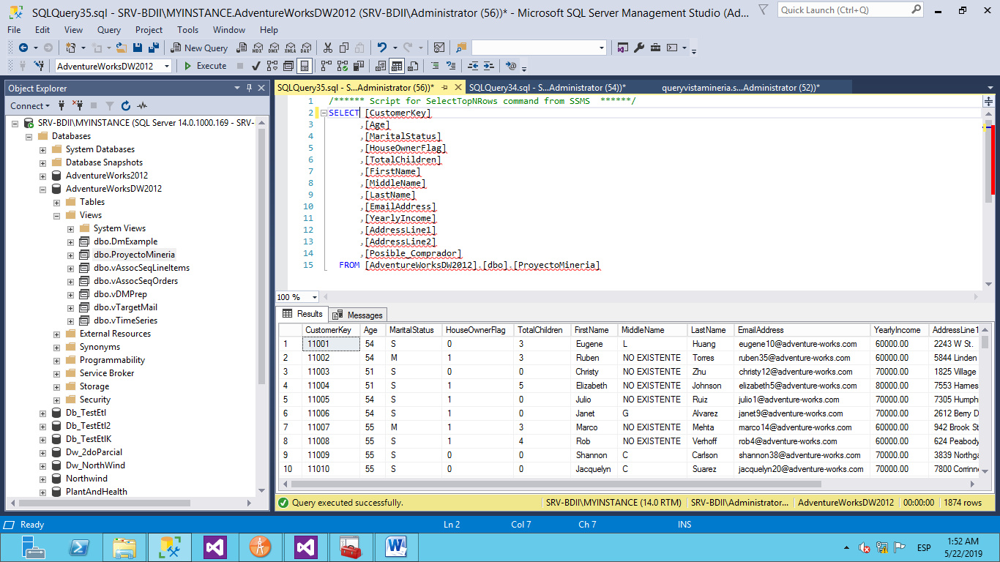 SQLQuery35.sql - SRV-BDII\MYINSTANCE.AdventureWorksDW2012 (SRV-BDII\Administrator (56))* - Microsoft SQL Server Management Studio (Ad...
Quick Launch (Ctrl+Q)
File Edit View Query Project Tools Window Help
New Query MDX DMX XMLA DAX
AdventureWorksDW2012 Execute
Object Explorer
Connect
SRV-BDII\MYINSTANCE (SQL Server 14.0.1000.169 - SRV-
Databases
System Databases
Database Snapshots
AdventureWorks2012
AdventureWorksDW2012
Tables
Views
System Views
dbo.DmExample
dbo.ProyectoMineria
dbo.vAssocSeqLineItems
dbo.vAssocSeqOrders
dbo.vDMPrep
dbo.vTargetMail
dbo.vTimeSeries
External Resources
Synonyms
Programmability
Service Broker
Storage
Security
Db_TestEtl
Db_TestEtl2
Db_TestEtlK
Dw_2doParcial
Dw_NorthWind
Northwind
PlantAndHealth
SQLQuery35.sql - S...Administrator (56))* SQLQuery34.sql - S...Administrator (54))* queryvistamineria.s...Administrator (52))*
1 /****** Script for SelectTopNRows command from SSMS ******/
2 SELECT [CustomerKey]
3 ,[Age]
4 ,[MaritalStatus]
5 ,[HouseOwnerFlag]
6 ,[TotalChildren]
7 ,[FirstName]
8 ,[MiddleName]
9 ,[LastName]
10 ,[EmailAddress]
11 ,[YearlyIncome]
12 ,[AddressLine1]
13 ,[AddressLine2]
14 ,[Posible_Comprador]
15 FROM [AdventureWorksDW2012].[dbo].[ProyectoMineria]
100 %
Results Messages
CustomerKey Age MaritalStatus HouseOwnerFlag TotalChildren FirstName MiddleName LastName EmailAddress YearlyIncome AddressLine1
1 11001 54 S 0 3 Eugene L Huang eugene10@adventure-works.com 60000.00 2243 W St.
2 11002 54 M 1 3 Ruben NO EXISTENTE Torres ruben35@adventure-works.com 60000.00 5844 Linden
3 11003 51 S 0 0 Christy NO EXISTENTE Zhu christy12@adventure-works.com 70000.00 1825 Village
4 11004 51 S 1 5 Elizabeth NO EXISTENTE Johnson elizabeth5@adventure-works.com 80000.00 7553 Harnes
5 11005 54 S 1 0 Julio NO EXISTENTE Ruiz julio1@adventure-works.com 70000.00 7305 Humph
6 11006 54 S 1 0 Janet G Alvarez janet9@adventure-works.com 70000.00 2612 Berry D
7 11007 55 M 1 3 Marco NO EXISTENTE Mehta marco14@adventure-works.com 60000.00 942 Brook St
8 11008 55 S 1 4 Rob NO EXISTENTE Verhoff rob4@adventure-works.com 60000.00 624 Peabody
9 11009 55 S 0 0 Shannon C Carlson shannon38@adventure-works.com 70000.00 3839 Northga
10 11010 55 S 0 0 Jacquelyn C Suarez jacquelyn20@adventure-works.com 70000.00 7800 Corrinn
Query executed successfully. SRV-BDII\MYINSTANCE (14.0 RTM) SRV-BDII\Administrator... AdventureWorksDW2012 00:00:00 1874 rows
Ready Ln 2 Col 7 Ch 7 INS
ESP 1:52 AM
5/22/2019